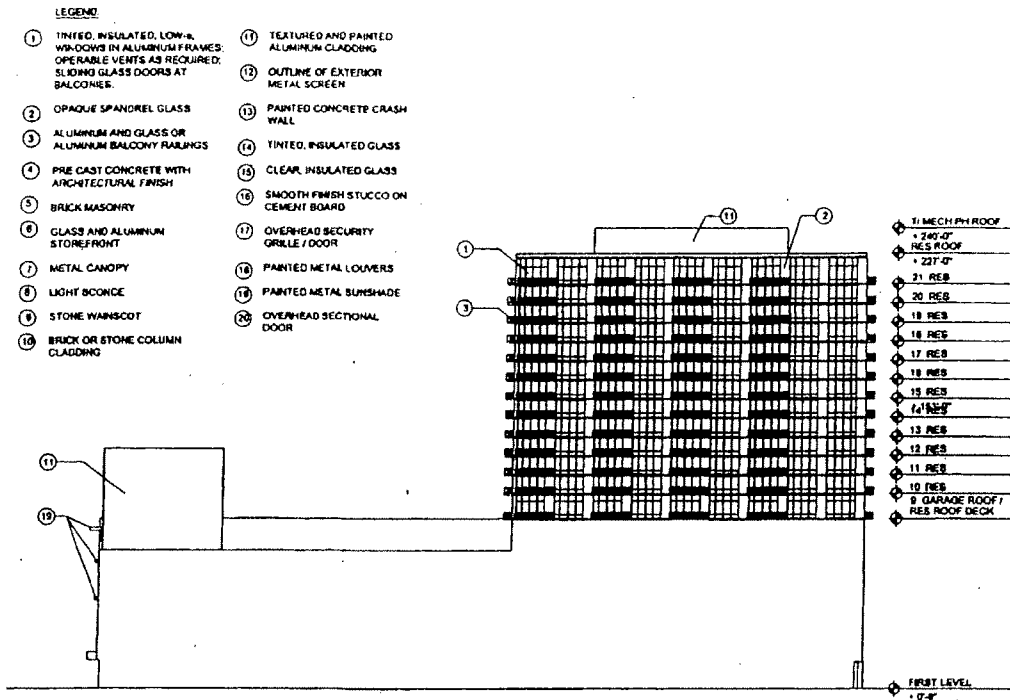 LEGEND
1 TINTED, INSULATED, LOW-e,
WINDOWS IN ALUMINUM FRAMES;
OPERABLE VENTS AS REQUIRED;
SLIDING GLASS DOORS AT
BALCONIES.
2 OPAQUE SPANDREL GLASS
3 ALUMINUM AND GLASS OR
ALUMINUM BALCONY RAILINGS
4 PRE CAST CONCRETE WITH
ARCHITECTURAL FINISH
5 BRICK MASONRY
6 GLASS AND ALUMINUM
STOREFRONT
7 METAL CANOPY
8 LIGHT SCONCE
9 STONE WAINSCOT
10 BRICK OR STONE COLUMN
CLADDING
11 TEXTURED AND PAINTED
ALUMINUM CLADDING
12 OUTLINE OF EXTERIOR
METAL SCREEN
13 PAINTED CONCRETE CRASH
WALL
14 TINTED, INSULATED GLASS
15 CLEAR, INSULATED GLASS
16 SMOOTH FINISH STUCCO ON
CEMENT BOARD
17 OVERHEAD SECURITY
GRILLE / DOOR
18 PAINTED METAL LOUVERS
19 PAINTED METAL SUNSHADE
20 OVERHEAD SECTIONAL
DOOR
11
2
1
3
11
19
T/ MECH PH ROOF
+ 240'-0"
RES ROOF
+ 227'-0"
21 RES
20 RES
19 RES
18 RES
17 RES
16 RES
15 RES
14 RES
13 RES
12 RES
11 RES
10 RES
9 GARAGE ROOF /
RES ROOF DECK
FIRST LEVEL
+ 0'-0"